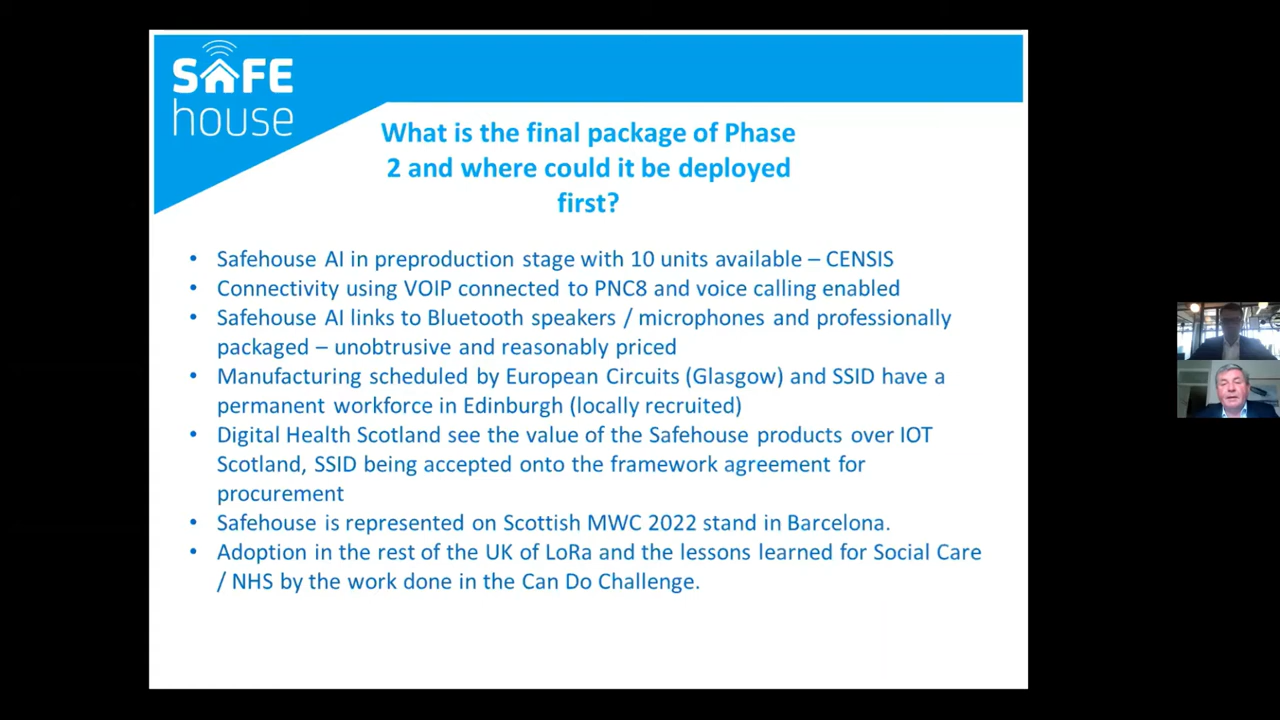 SAFE
house
What is the final package of Phase
2 and where could it be deployed
first?
• Safehouse AI in preproduction stage with 10 units available – CENSIS
• Connectivity using VOIP connected to PNC8 and voice calling enabled
• Safehouse AI links to Bluetooth speakers / microphones and professionally
packaged – unobtrusive and reasonably priced
• Manufacturing scheduled by European Circuits (Glasgow) and SSID have a
permanent workforce in Edinburgh (locally recruited)
• Digital Health Scotland see the value of the Safehouse products over IOT
Scotland, SSID being accepted onto the framework agreement for
procurement
• Safehouse is represented on Scottish MWC 2022 stand in Barcelona.
• Adoption in the rest of the UK of LoRa and the lessons learned for Social Care
/ NHS by the work done in the Can Do Challenge.